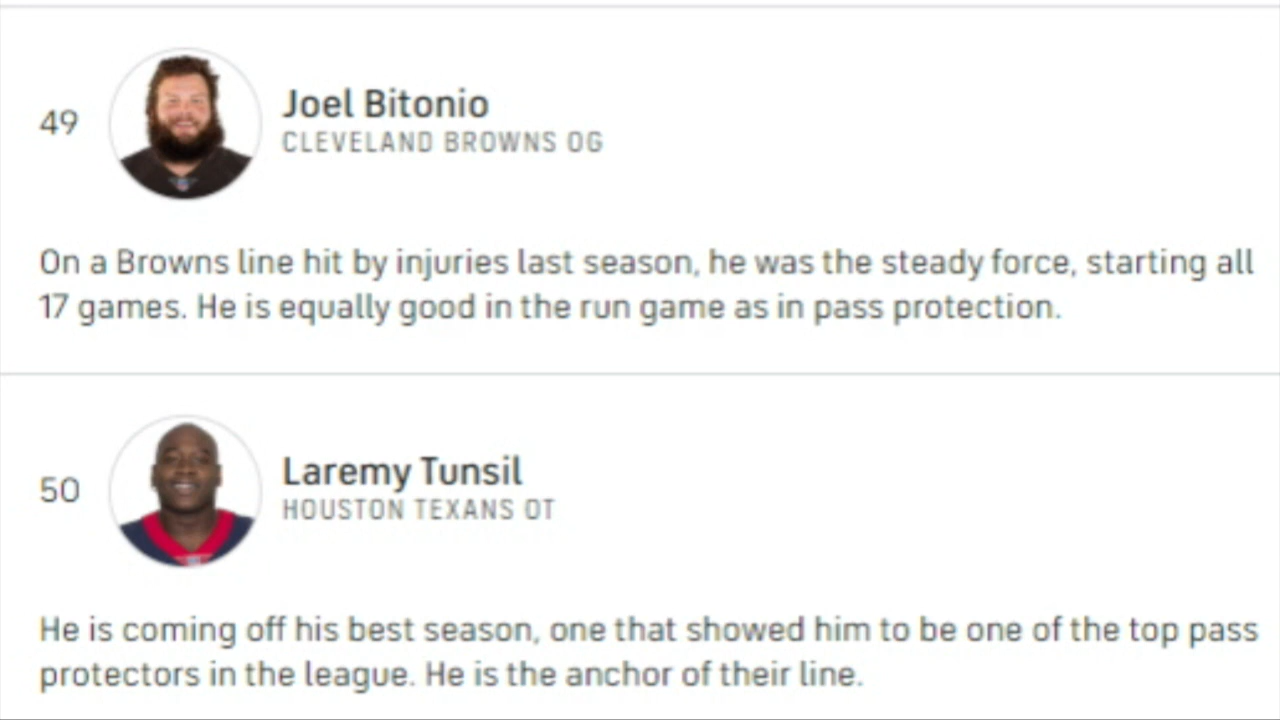 49
Joel Bitonio
CLEVELAND BROWNS OG
On a Browns line hit by injuries last season, he was the steady force, starting all
17 games. He is equally good in the run game as in pass protection.
50
Laremy Tunsil
HOUSTON TEXANS OT
He is coming off his best season, one that showed him to be one of the top pass
protectors in the league. He is the anchor of their line.